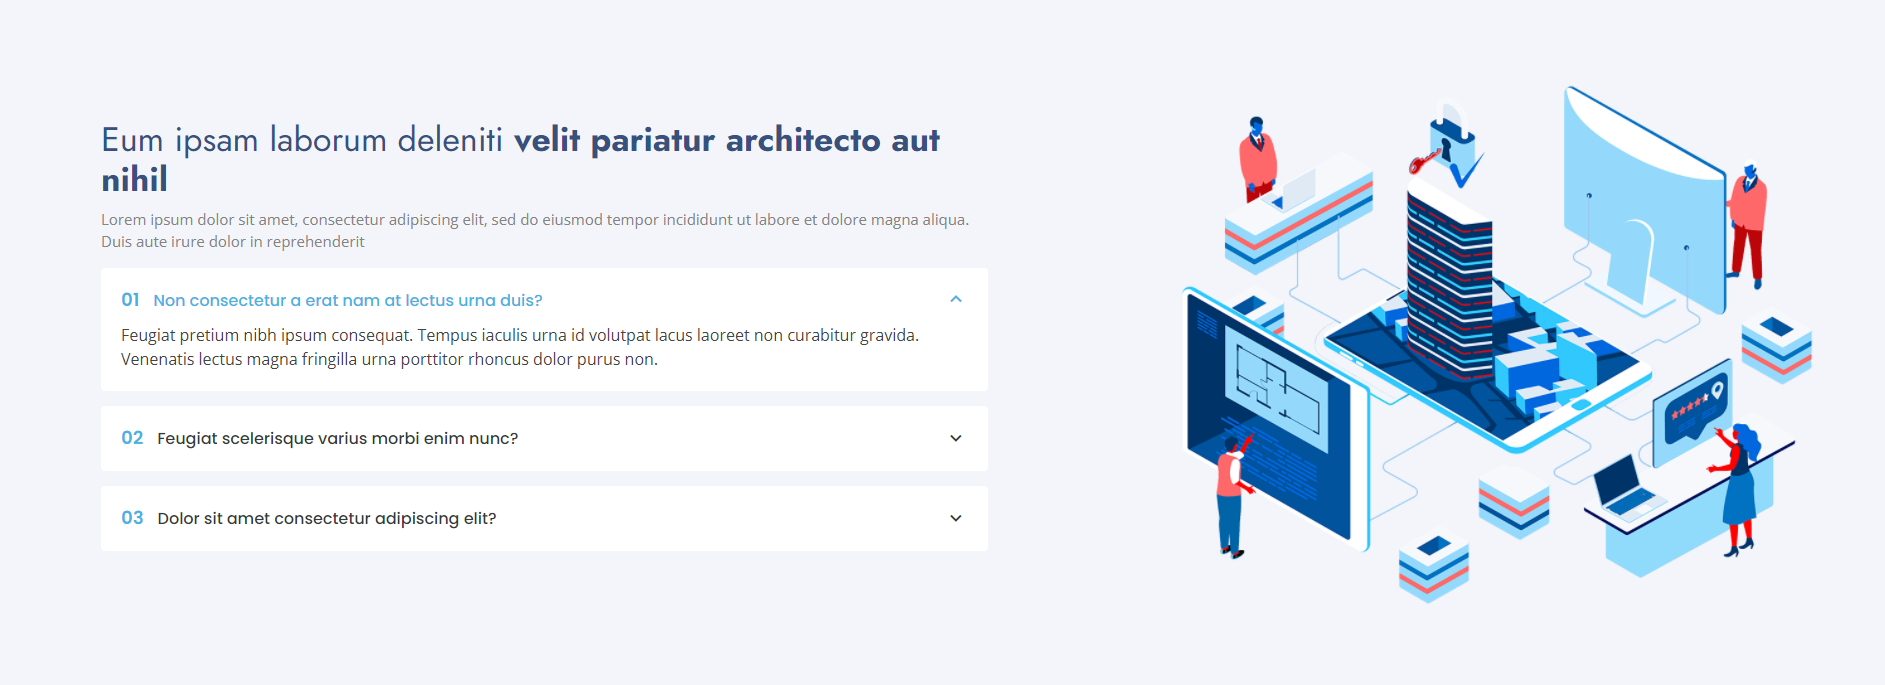 Eum ipsam laborum deleniti velit pariatur architecto aut
nihil
Lorem ipsum dolor sit amet, consectetur adipiscing elit, sed do eiusmod tempor incididunt ut labore et dolore magna aliqua.
Duis aute irure dolor in reprehenderit
01 Non consectetur a erat nam at lectus urna duis?
Feugiat pretium nibh ipsum consequat. Tempus iaculis urna id volutpat lacus laoreet non curabitur gravida.
Venenatis lectus magna fringilla urna porttitor rhoncus dolor purus non.
02 Feugiat scelerisque varius morbi enim nunc?
03 Dolor sit amet consectetur adipiscing elit?